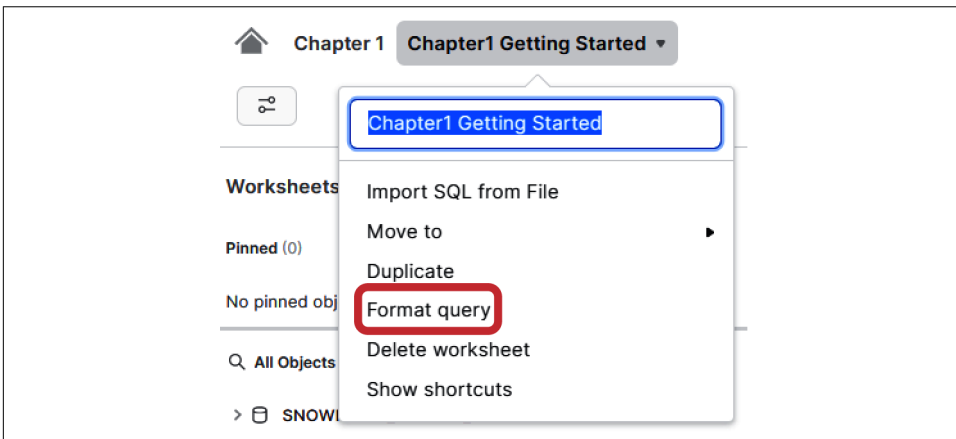 Chapter 1 Chapter1 Getting Started
Chapter1 Getting Started
Worksheets
Import SQL from File
Move to
Pinned (0)
Duplicate
No pinned obj
Format query
Delete worksheet
All Objects
Show shortcuts